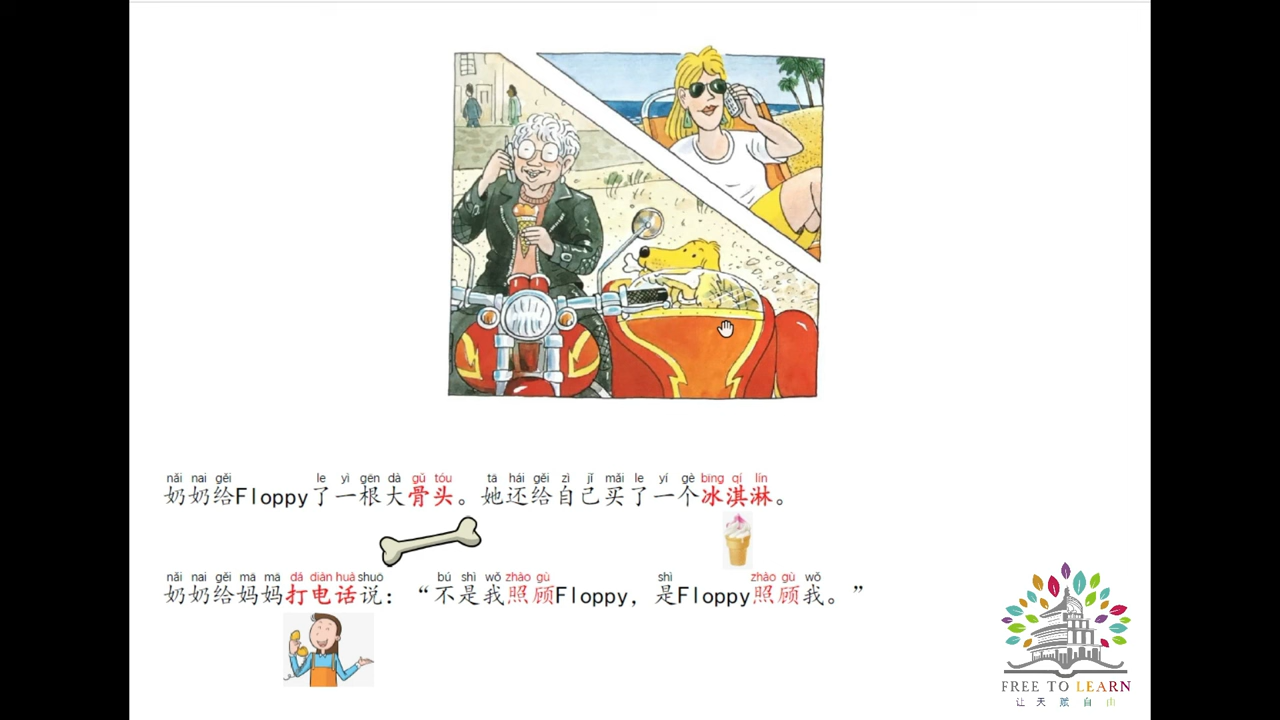 nǎi nai gěi le yì gēn dà gǔ tóu tā hái gěi zì jǐ mǎi le yí gè bīng qí lín
奶奶给Floppy了一根大骨头。她还给自己买了一个冰淇淋。
nǎi nai gěi mā mā dǎ diàn huà shuō bú shì wǒ zhào gù shì zhào gù wǒ
奶奶给妈妈打电话说：“不是我照顾Floppy，是Floppy照顾我。”
FREE TO LEARN
让天赋自由